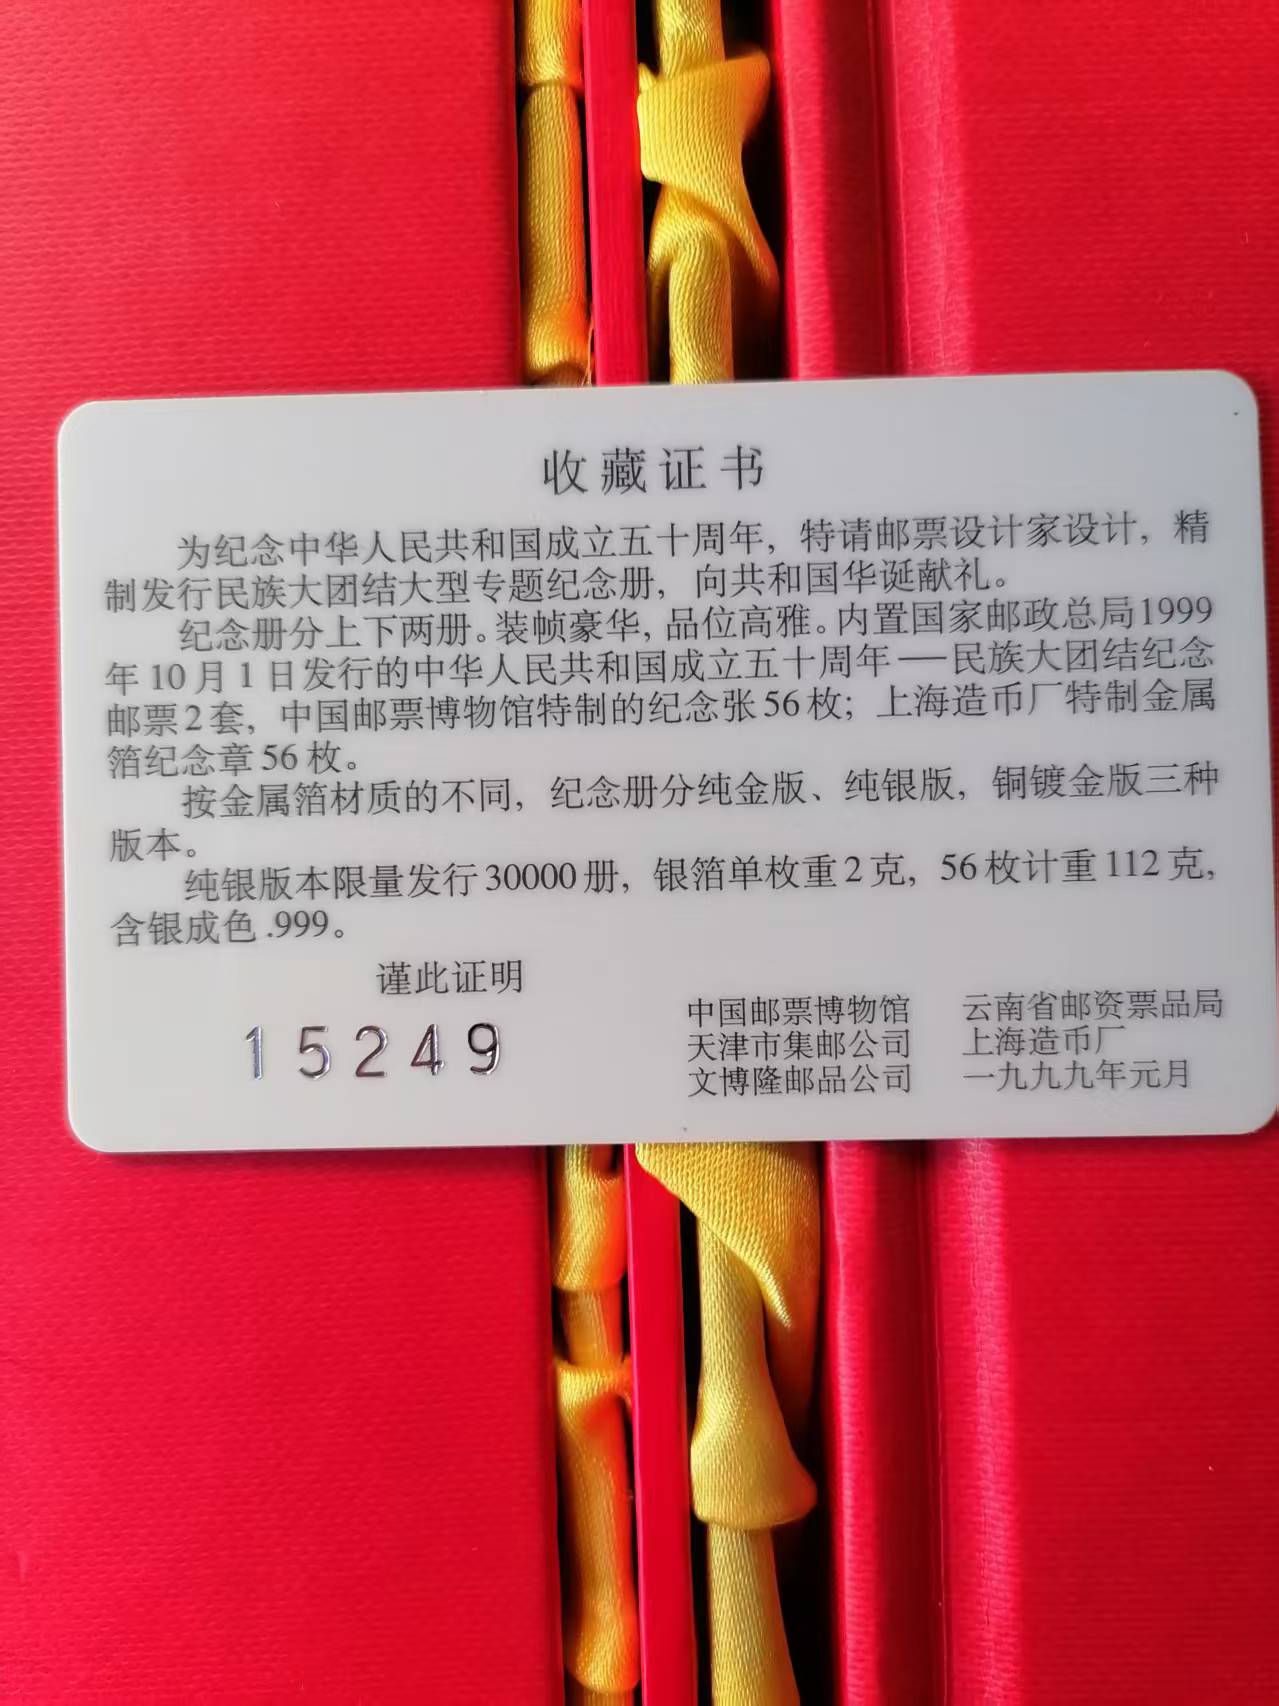 收藏证书
为纪念中华人民共和国成立五十周年，特请邮票设计家设计，精
制发行民族大团结大型专题纪念册，向共和国华诞献礼。
纪念册分上下两册。装帧豪华，品位高雅。内置国家邮政总局1999
年10月1日发行的中华人民共和国成立五十周年—民族大团结纪念
邮票2套，中国邮票博物馆特制的纪念张56枚；上海造币厂特制金属
箔纪念章56枚。
按金属箔材质的不同，纪念册分纯金版、纯银版，铜镀金版三种
版本。
纯银版本限量发行30000册，银箔单枚重2克，56枚计重112克，
含银成色.999。
谨此证明
15249
中国邮票博物馆 云南省邮资票品局
天津市集邮公司 上海造币厂
文博隆邮品公司 一九九九年元月